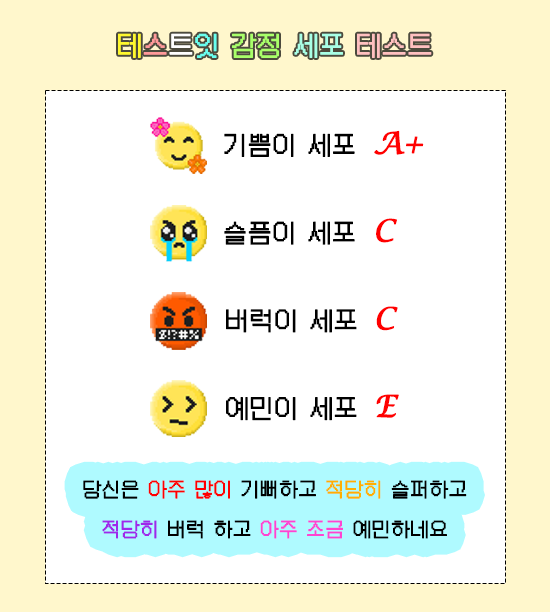 테스트잇 감정 세포 테스트
기쁨이 세포 A+
슬픔이 세포 C
$!?#%
버럭이 세포 C
예민이 세포 E
당신은 아주 많이 기뻐하고 적당히 슬퍼하고
적당히 버럭 하고 아주 조금 예민하네요